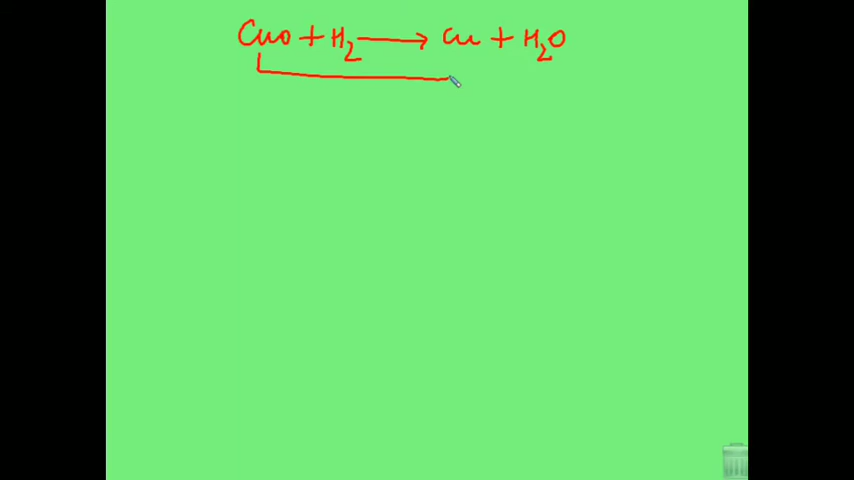 CuO + H₂ → Cu + H₂O